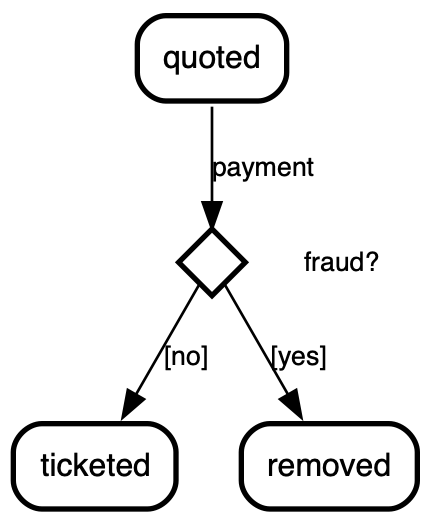 quoted
payment
fraud?
[no]
[yes]
ticketed
removed